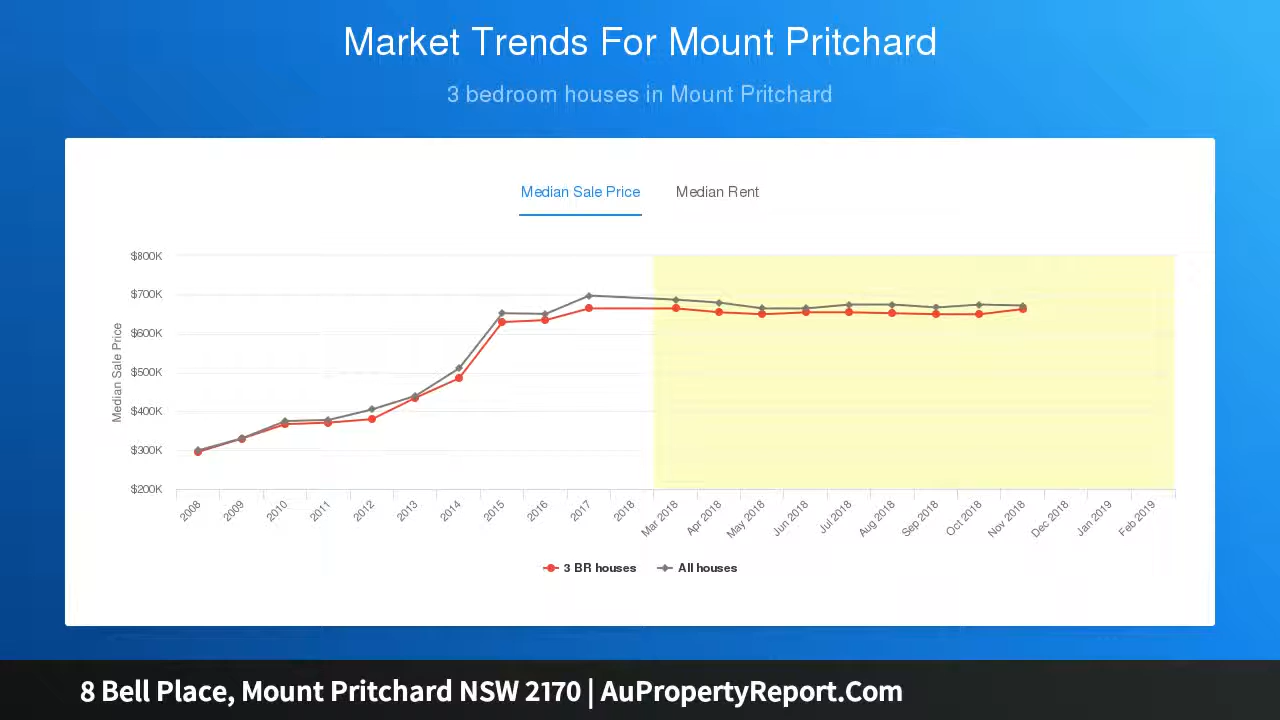 Market Trends For Mount Pritchard
3 bedroom houses in Mount Pritchard
Median Sale Price Median Rent
Median Sale Price
$800K
$700K
$600K
$500K
$400K
$300K
$200K
2008 2009 2010 2011 2012 2013 2014 2015 2016 2017 2018 Mar 2018 Apr 2018 May 2018 Jun 2018 Jul 2018 Aug 2018 Sep 2018 Oct 2018 Nov 2018 Dec 2018 Jan 2019 Feb 2019
3 BR houses All houses
8 Bell Place, Mount Pritchard NSW 2170 | AuPropertyReport.Com